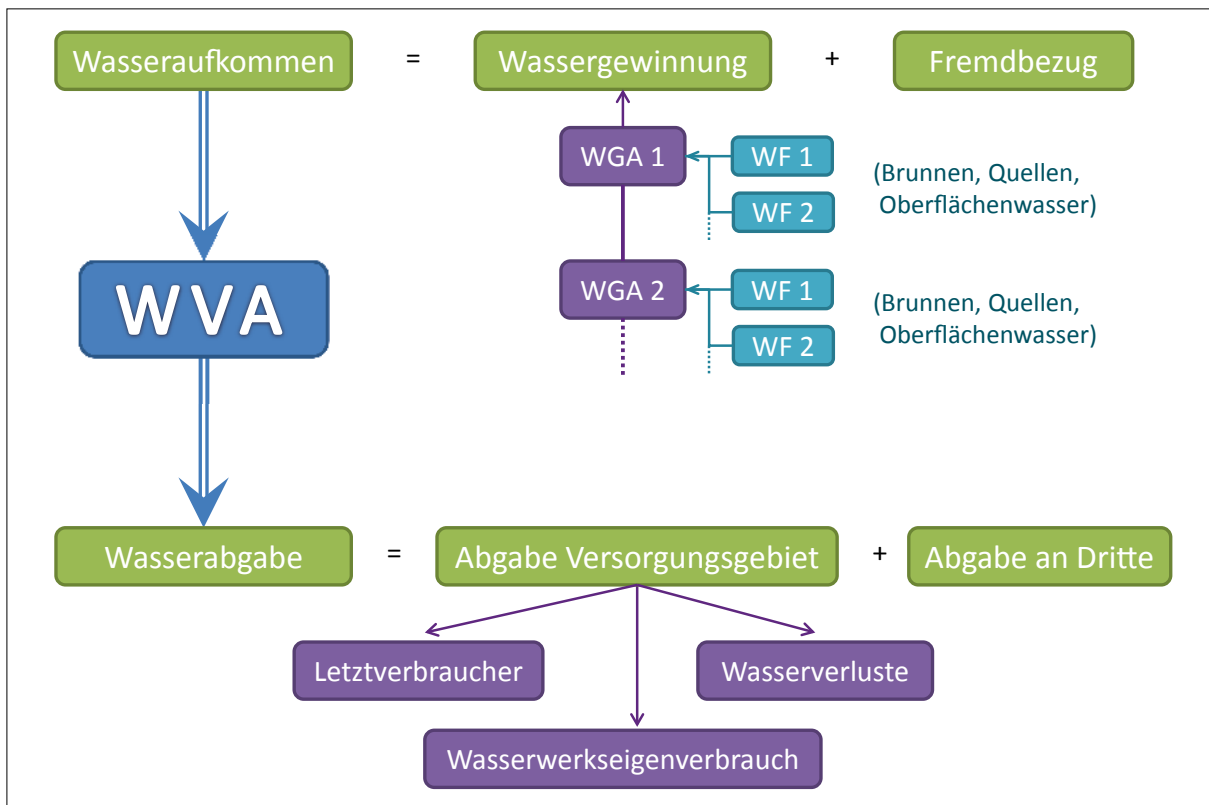 Wasseraufkommen = Wassergewinnung + Fremdbezug
WGA 1 WF 1 (Brunnen, Quellen,
WF 2 Oberflächenwasser)
WGA 2 WF 1 (Brunnen, Quellen,
WF 2 Oberflächenwasser)
WVA
Wasserabgabe = Abgabe Versorgungsgebiet + Abgabe an Dritte
Letztverbraucher Wasserverluste
Wasserwerkseigenverbrauch